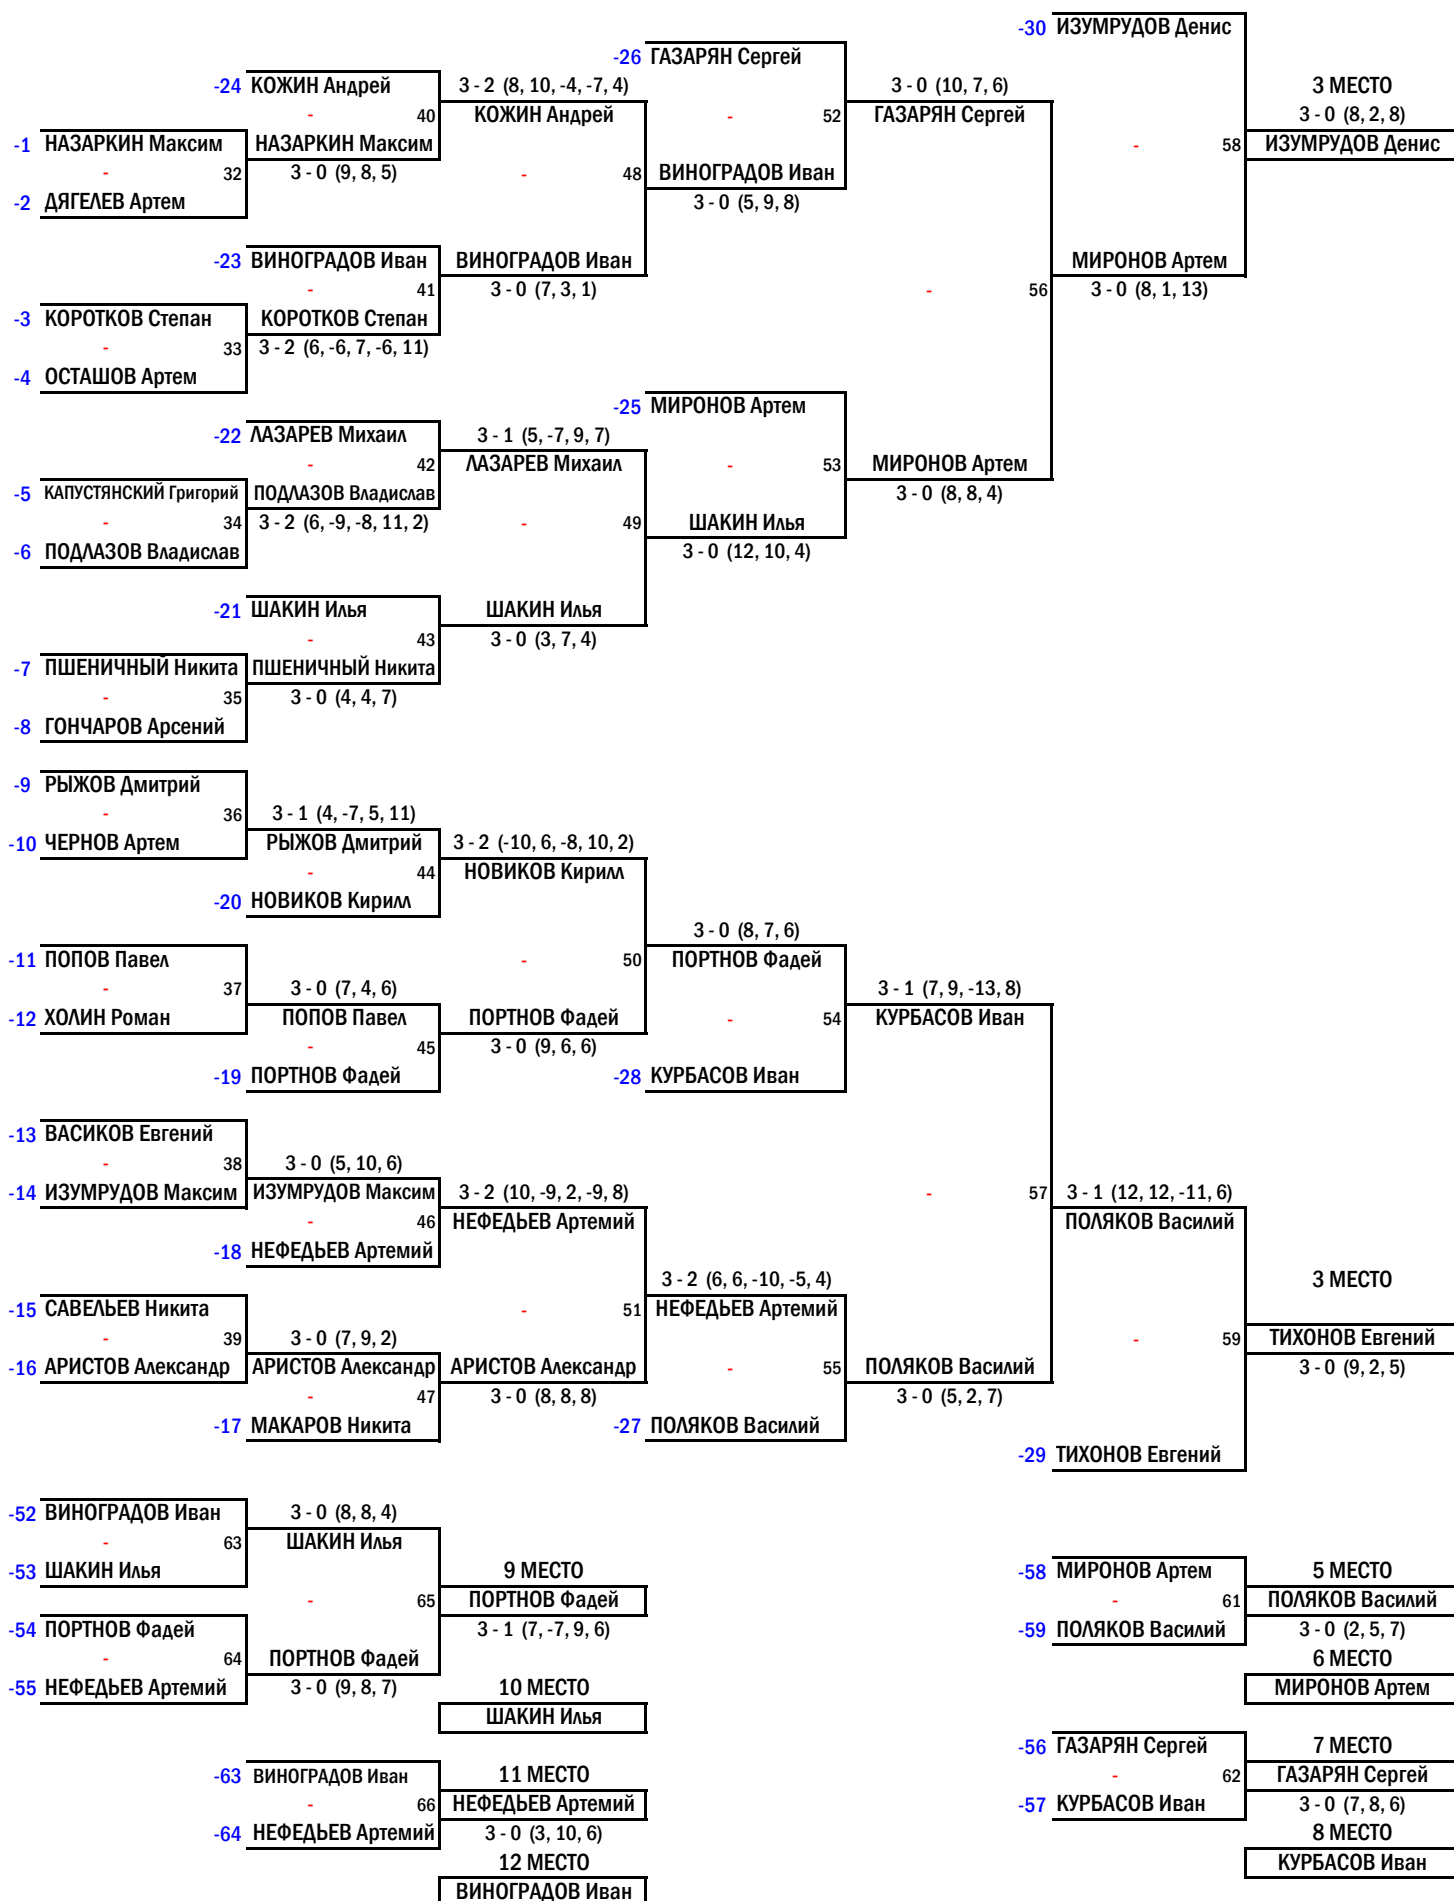 -30 ИЗУМРУДОВ Денис
-26 ГАЗАРЯН Сергей
-24 КОЖИН Андрей 3 - 2 (8, 10, -4, -7, 4) 3 - 0 (10, 7, 6) 3 МЕСТО
- 40 КОЖИН Андрей - 52 ГАЗАРЯН Сергей 3 - 0 (8, 2, 8)
-1 НАЗАРКИН Максим НАЗАРКИН Максим - 58 ИЗУМРУДОВ Денис
- 32 3 - 0 (9, 8, 5) - 48 ВИНОГРАДОВ Иван
-2 ДЯГЕЛЕВ Артем 3 - 0 (5, 9, 8)
-23 ВИНОГРАДОВ Иван ВИНОГРАДОВ Иван МИРОНОВ Артем
- 41 3 - 0 (7, 3, 1) - 56 3 - 0 (8, 1, 13)
-3 КОРОТКОВ Степан КОРОТКОВ Степан
- 33 3 - 2 (6, -6, 7, -6, 11)
-4 ОСТАШОВ Артем
-25 МИРОНОВ Артем
-22 ЛАЗАРЕВ Михаил 3 - 1 (5, -7, 9, 7)
- 42 ЛАЗАРЕВ Михаил - 53 МИРОНОВ Артем
-5 КАПУСТЯНСКИЙ Григорий ПОДЛАЗОВ Владислав 3 - 0 (8, 8, 4)
- 34 3 - 2 (6, -9, -8, 11, 2) - 49 ШАКИН Илья
-6 ПОДЛАЗОВ Владислав 3 - 0 (12, 10, 4)
-21 ШАКИН Илья ШАКИН Илья
- 43 3 - 0 (3, 7, 4)
-7 ПШЕНИЧНЫЙ Никита ПШЕНИЧНЫЙ Никита
- 35 3 - 0 (4, 4, 7)
-8 ГОНЧАРОВ Арсений
-9 РЫЖОВ Дмитрий
- 36 3 - 1 (4, -7, 5, 11)
-10 ЧЕРНОВ Артем РЫЖОВ Дмитрий 3 - 2 (-10, 6, -8, 10, 2)
- 44 НОВИКОВ Кирилл
-20 НОВИКОВ Кирилл
3 - 0 (8, 7, 6)
-11 ПОПОВ Павел - 50 ПОРТНОВ Фадей
- 37 3 - 0 (7, 4, 6) 3 - 1 (7, 9, -13, 8)
-12 ХОЛИН Роман ПОПОВ Павел ПОРТНОВ Фадей - 54 КУРБАСОВ Иван
- 45 3 - 0 (9, 6, 6)
-19 ПОРТНОВ Фадей -28 КУРБАСОВ Иван
-13 ВАСИКОВ Евгений
- 38 3 - 0 (5, 10, 6)
-14 ИЗУМРУДОВ Максим ИЗУМРУДОВ Максим 3 - 2 (10, -9, 2, -9, 8) - 57 3 - 1 (12, 12, -11, 6)
- 46 НЕФЕДЬЕВ Артемий ПОЛЯКОВ Василий
-18 НЕФЕДЬЕВ Артемий
3 - 2 (6, 6, -10, -5, 4) 3 МЕСТО
-15 САВЕЛЬЕВ Никита - 51 НЕФЕДЬЕВ Артемий
- 39 3 - 0 (7, 9, 2) - 59 ТИХОНОВ Евгений
-16 АРИСТОВ Александр АРИСТОВ Александр АРИСТОВ Александр - 55 ПОЛЯКОВ Василий 3 - 0 (9, 2, 5)
- 47 3 - 0 (8, 8, 8) 3 - 0 (5, 2, 7)
-17 МАКАРОВ Никита -27 ПОЛЯКОВ Василий
-29 ТИХОНОВ Евгений
-52 ВИНОГРАДОВ Иван 3 - 0 (8, 8, 4)
- 63 ШАКИН Илья
-53 ШАКИН Илья 9 МЕСТО -58 МИРОНОВ Артем 5 МЕСТО
- 65 ПОРТНОВ Фадей - 61 ПОЛЯКОВ Василий
-54 ПОРТНОВ Фадей 3 - 1 (7, -7, 9, 6) -59 ПОЛЯКОВ Василий 3 - 0 (2, 5, 7)
- 64 ПОРТНОВ Фадей 6 МЕСТО
-55 НЕФЕДЬЕВ Артемий 3 - 0 (9, 8, 7) 10 МЕСТО МИРОНОВ Артем
ШАКИН Илья
-56 ГАЗАРЯН Сергей 7 МЕСТО
-63 ВИНОГРАДОВ Иван 11 МЕСТО - 62 ГАЗАРЯН Сергей
- 66 НЕФЕДЬЕВ Артемий -57 КУРБАСОВ Иван 3 - 0 (7, 8, 6)
-64 НЕФЕДЬЕВ Артемий 3 - 0 (3, 10, 6) 8 МЕСТО
12 МЕСТО КУРБАСОВ Иван
ВИНОГРАДОВ Иван